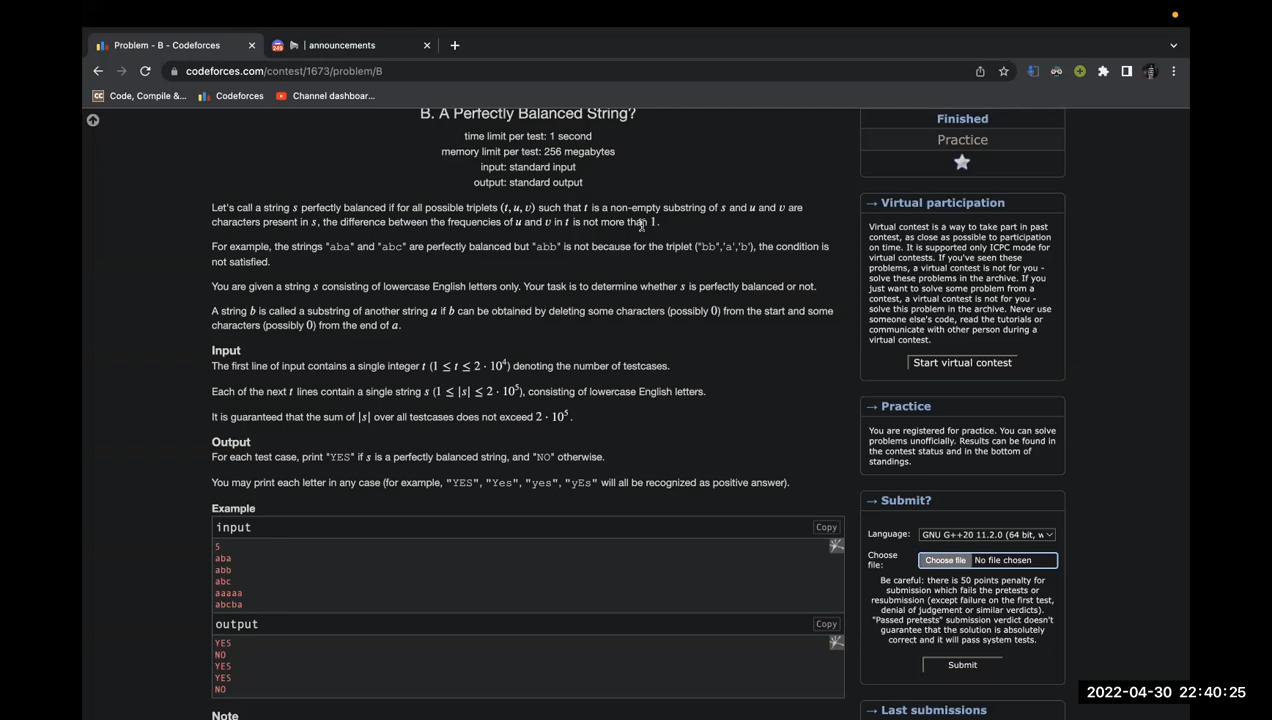 Problem - B - Codeforces
249
| announcements
codeforces.com/contest/1673/problem/B
CC Code, Compile &...
Codeforces
Channel dashboar...
B. A Perfectly Balanced String?
time limit per test: 1 second
memory limit per test: 256 megabytes
input: standard input
output: standard output
Let's call a string s perfectly balanced if for all possible triplets (t, u, v) such that t is a non-empty substring of s and u and v are
characters present in s, the difference between the frequencies of u and v in t is not more than 1.
For example, the strings "aba" and "abc" are perfectly balanced but "abb" is not because for the triplet ("bb",'a','b'), the condition is
not satisfied.
You are given a string s consisting of lowercase English letters only. Your task is to determine whether s is perfectly balanced or not.
A string b is called a substring of another string a if b can be obtained by deleting some characters (possibly 0) from the start and some
characters (possibly 0) from the end of a.
Input
The first line of input contains a single integer t (1 ≤ t ≤ 2 · 10⁴) denoting the number of testcases.
Each of the next t lines contain a single string s (1 ≤ |s| ≤ 2 · 10⁵), consisting of lowercase English letters.
It is guaranteed that the sum of |s| over all testcases does not exceed 2 · 10⁵.
Output
For each test case, print "YES" if s is a perfectly balanced string, and "NO" otherwise.
You may print each letter in any case (for example, "YES", "Yes", "yes", "yEs" will all be recognized as positive answer).
Example
input
Copy
5
aba
abb
abc
aaaaa
abcba
output
Copy
YES
NO
YES
YES
NO
Note
Finished
Practice
→ Virtual participation
Virtual contest is a way to take part in past
contest, as close as possible to participation
on time. It is supported only ICPC mode for
virtual contests. If you've seen these
problems, a virtual contest is not for you -
solve these problems in the archive. If you
just want to solve some problem from a
contest, a virtual contest is not for you -
solve this problem in the archive. Never use
someone else's code, read the tutorials or
communicate with other person during a
virtual contest.
Start virtual contest
→ Practice
You are registered for practice. You can solve
problems unofficially. Results can be found in
the contest status and in the bottom of
standings.
→ Submit?
Language:
GNU G++20 11.2.0 (64 bit, w
Choose
file:
Choose file No file chosen
Be careful: there is 50 points penalty for
submission which fails the pretests or
resubmission (except failure on the first test,
denial of judgement or similar verdicts).
"Passed pretests" submission verdict doesn't
guarantee that the solution is absolutely
correct and it will pass system tests.
Submit
→ Last submissions
2022-04-30 22:40:25